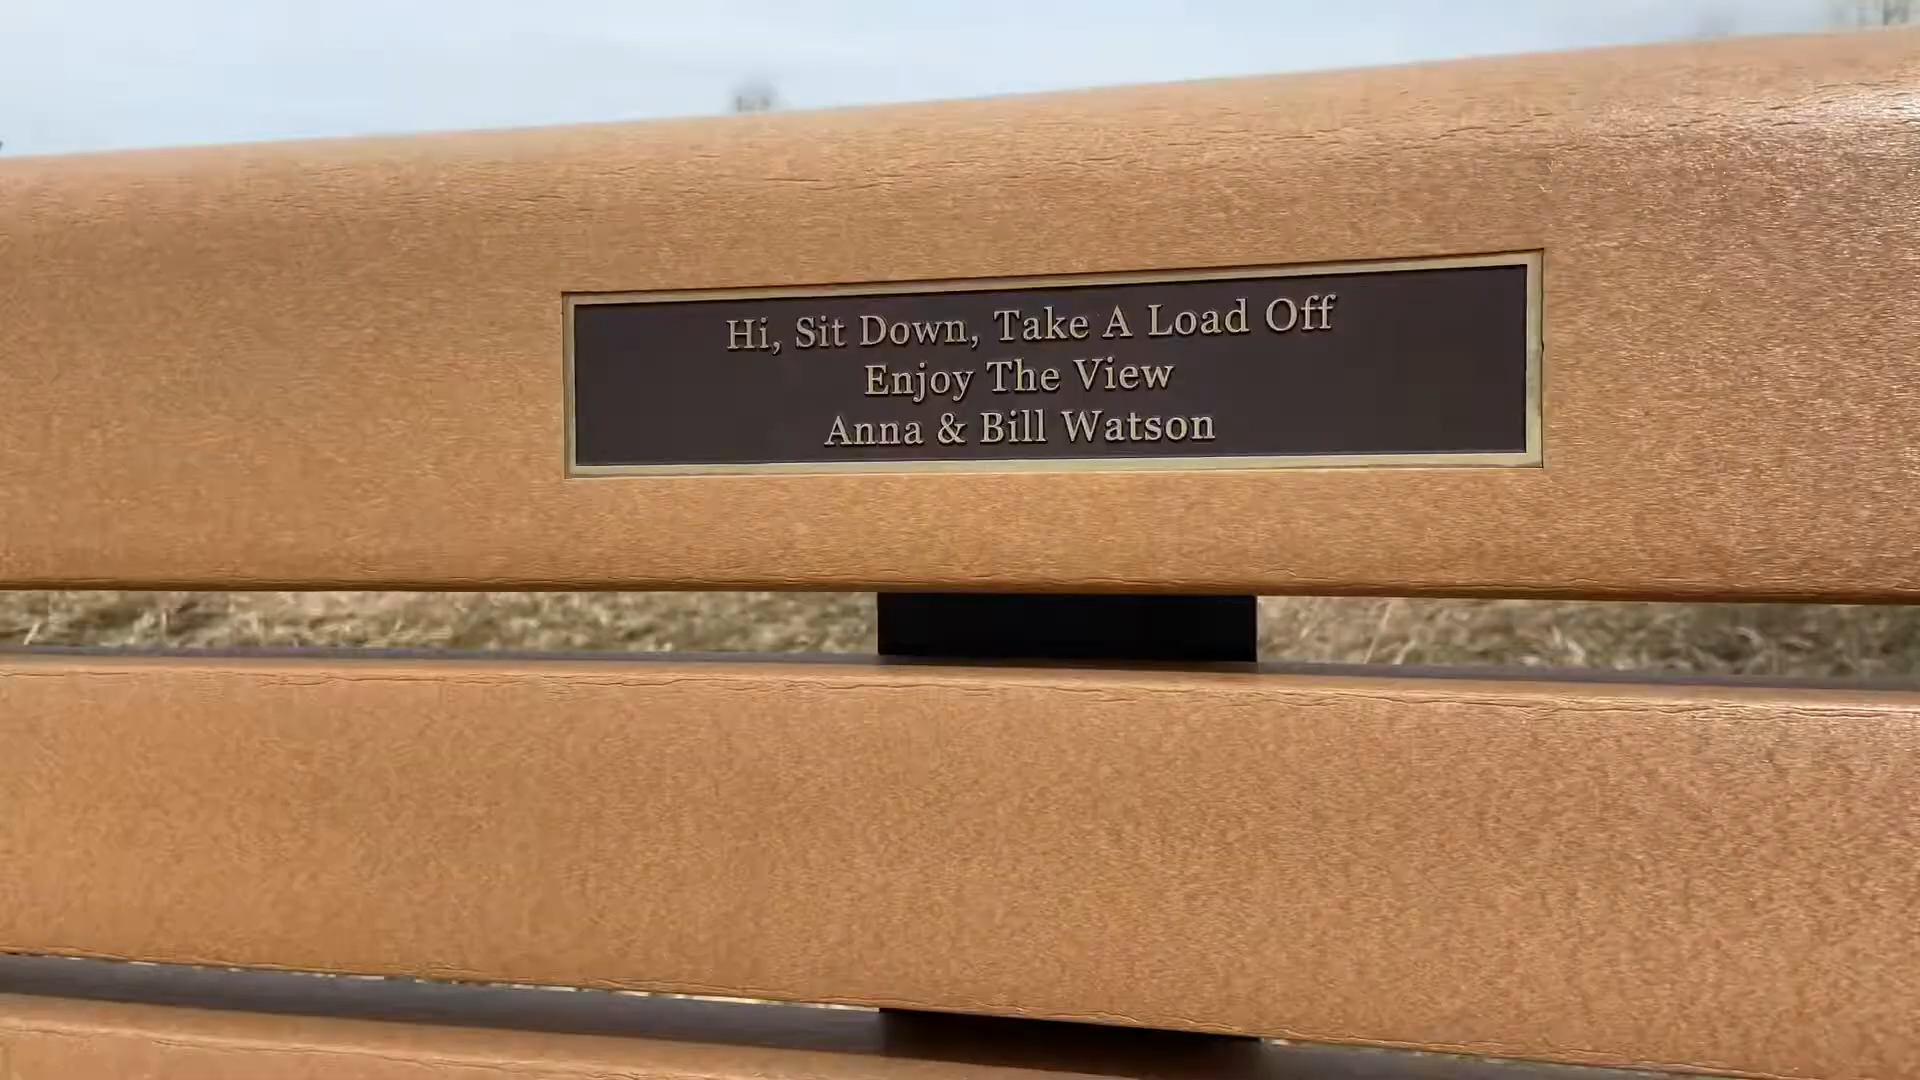 Hi, Sit Down, Take A Load Off
Enjoy The View
Anna & Bill Watson